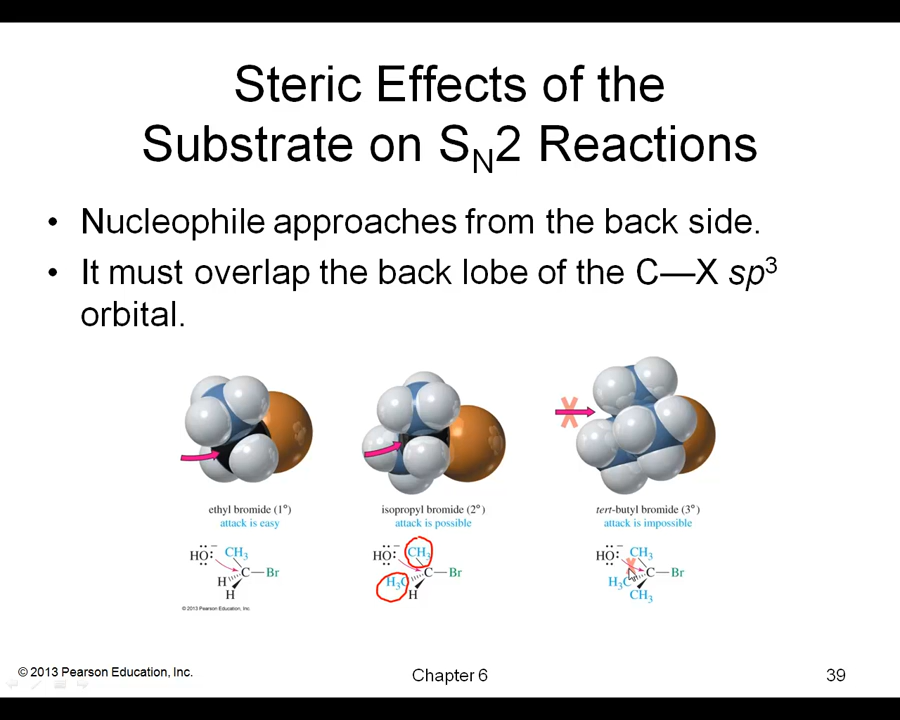 Steric Effects of the
Substrate on SN2 Reactions
• Nucleophile approaches from the back side.
• It must overlap the back lobe of the C—X sp3
orbital.
ethyl bromide (1°)
attack is easy
HO:− CH3
C—Br
H
H
© 2013 Pearson Education, Inc.
isopropyl bromide (2°)
attack is possible
HO:− CH3
C—Br
H3C
H
tert-butyl bromide (3°)
attack is impossible
HO:− CH3
C—Br
H3C
CH3
© 2013 Pearson Education, Inc.
Chapter 6
39